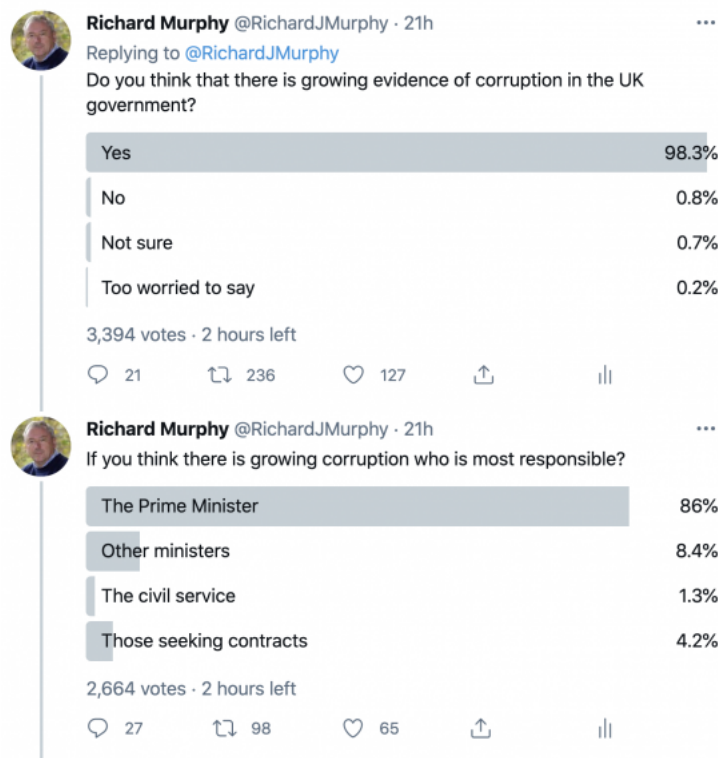 Richard Murphy @RichardJMurphy · 21h
Replying to @RichardJMurphy
Do you think that there is growing evidence of corruption in the UK
government?
Yes 98.3%
No 0.8%
Not sure 0.7%
Too worried to say 0.2%
3,394 votes · 2 hours left
21 236 127
Richard Murphy @RichardJMurphy · 21h
If you think there is growing corruption who is most responsible?
The Prime Minister 86%
Other ministers 8.4%
The civil service 1.3%
Those seeking contracts 4.2%
2,664 votes · 2 hours left
27 98 65